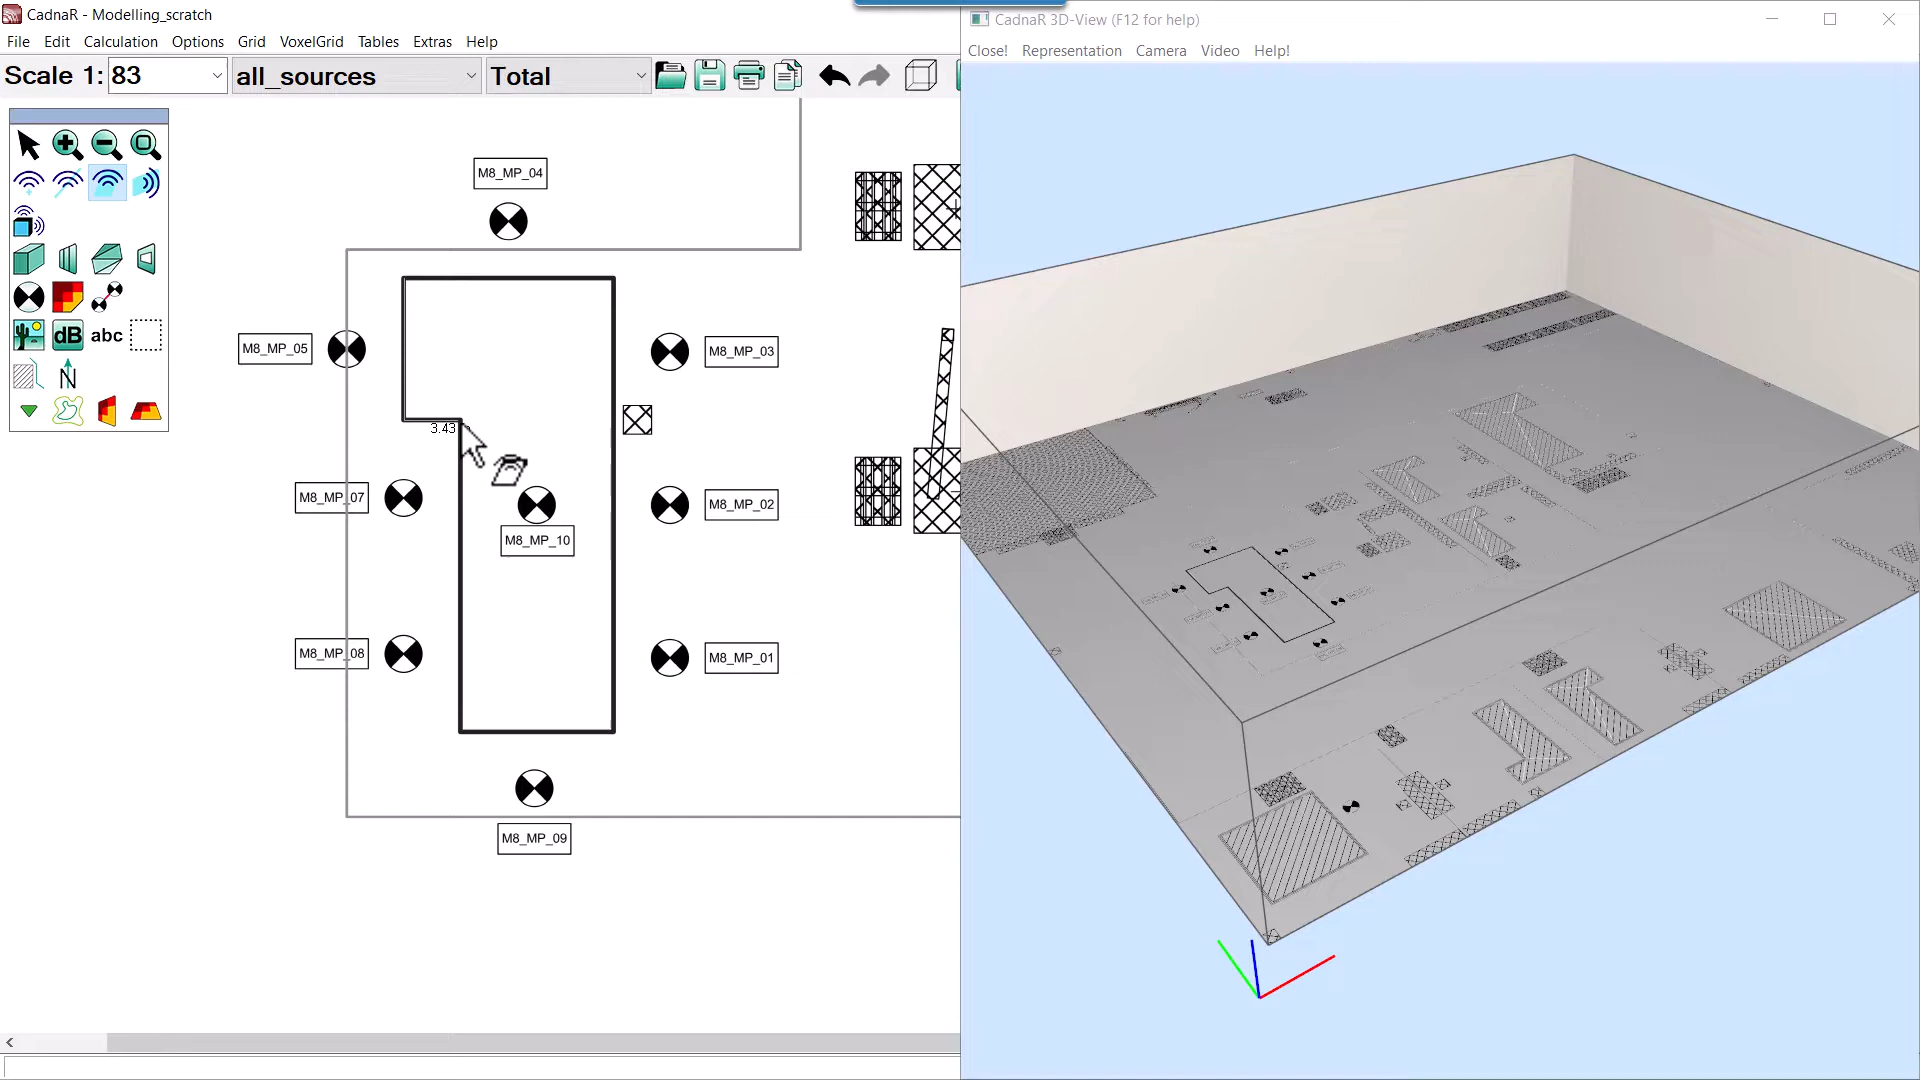 CadnaR - Modelling_scratch
File Edit Calculation Options Grid VoxelGrid Tables Extras Help
Scale 1: 83 all_sources Total
dB abc
N
M8_MP_04
M8_MP_05
M8_MP_03
3.43
M8_MP_07
M8_MP_02
M8_MP_10
M8_MP_08
M8_MP_01
M8_MP_09
CadnaR 3D-View (F12 for help)
Close! Representation Camera Video Help!